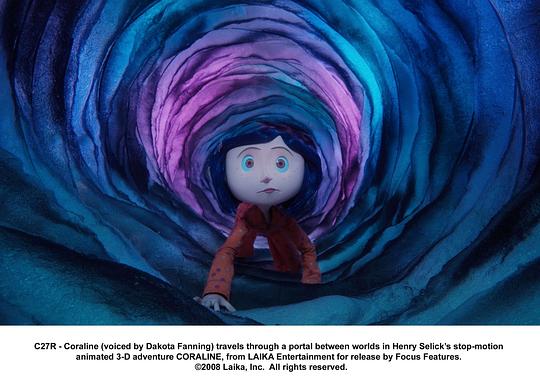 C27R - Coraline (voiced by Dakota Fanning) travels through a portal between worlds in Henry Selick's stop-motion
animated 3-D adventure CORALINE, from LAIKA Entertainment for release by Focus Features.
©2008 Laika, Inc.  All rights reserved.